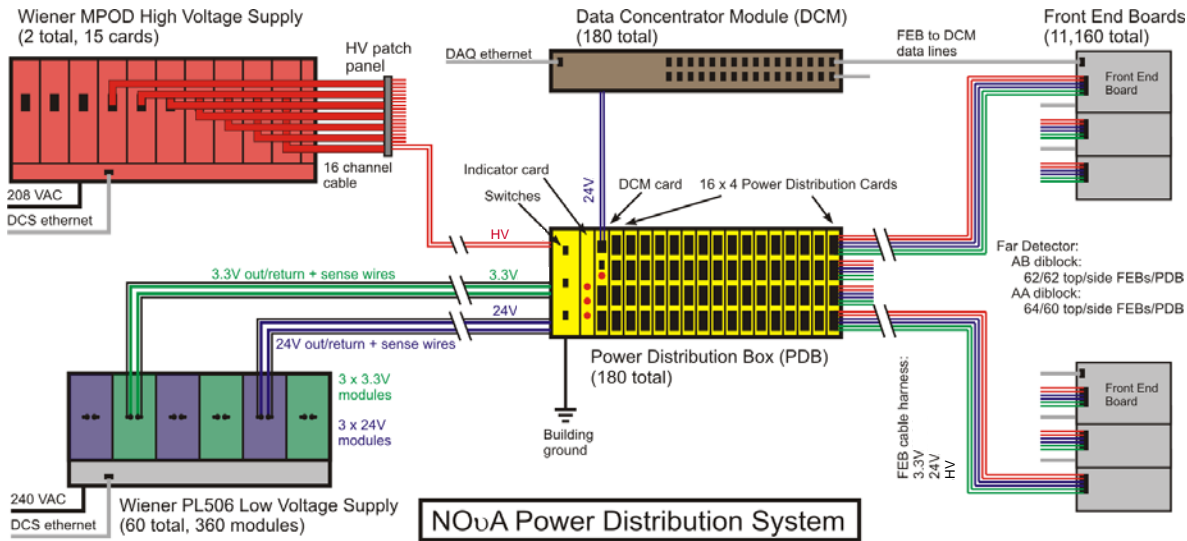 Wiener MPOD High Voltage Supply
(2 total, 15 cards)
HV patch
panel
16 channel
cable
208 VAC
DCS ethernet
Data Concentrator Module (DCM)
(180 total)
DAQ ethernet
FEB to DCM
data lines
Front End Boards
(11,160 total)
Front End
Board
Indicator card
Switches
24V
DCM card
16 x 4 Power Distribution Cards
HV
3.3V out/return + sense wires
3.3V
24V
24V out/return + sense wires
Far Detector:
AB diblock:
62/62 top/side FEBs/PDB
AA diblock:
64/60 top/side FEBs/PDB
Power Distribution Box (PDB)
(180 total)
Building
ground
3 x 3.3V
modules
3 x 24V
modules
240 VAC
DCS ethernet
Wiener PL506 Low Voltage Supply
(60 total, 360 modules)
FEB cable harness:
3.3V
24V
HV
Front End
Board
NOυA Power Distribution System